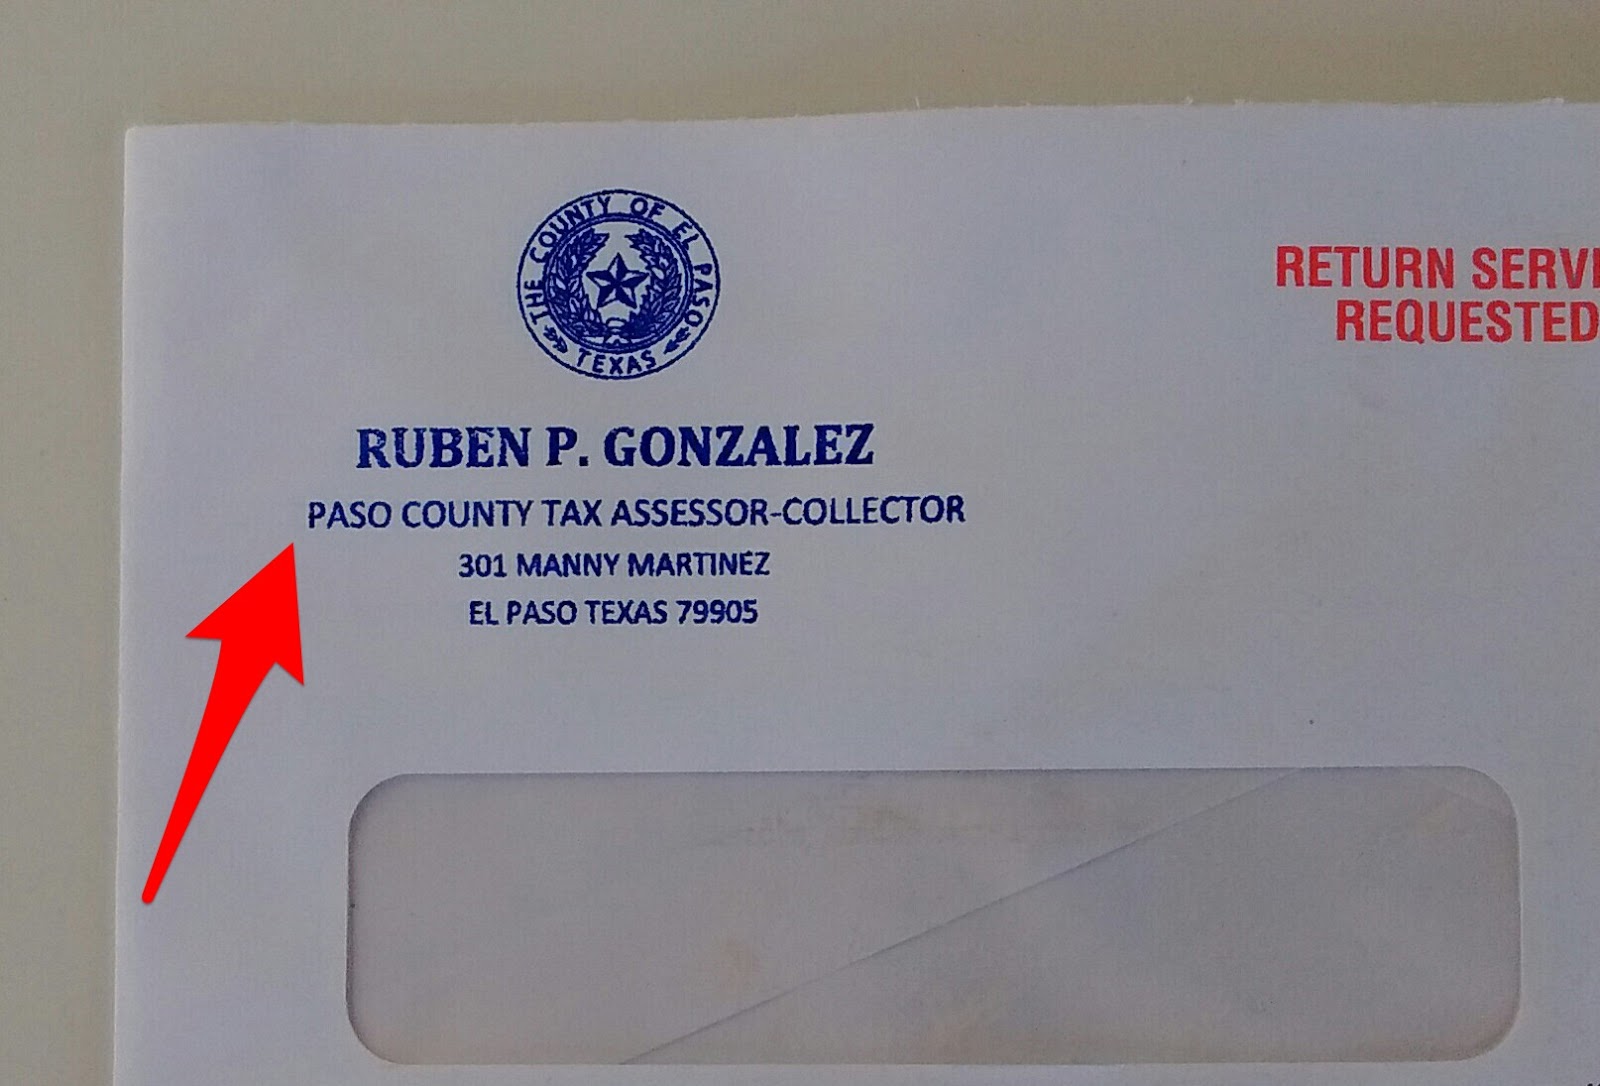 THE COUNTY OF EL PASO
TEXAS
RETURN SERVI
REQUESTED
RUBEN P. GONZALEZ
PASO COUNTY TAX ASSESSOR-COLLECTOR
301 MANNY MARTINEZ
EL PASO TEXAS 79905